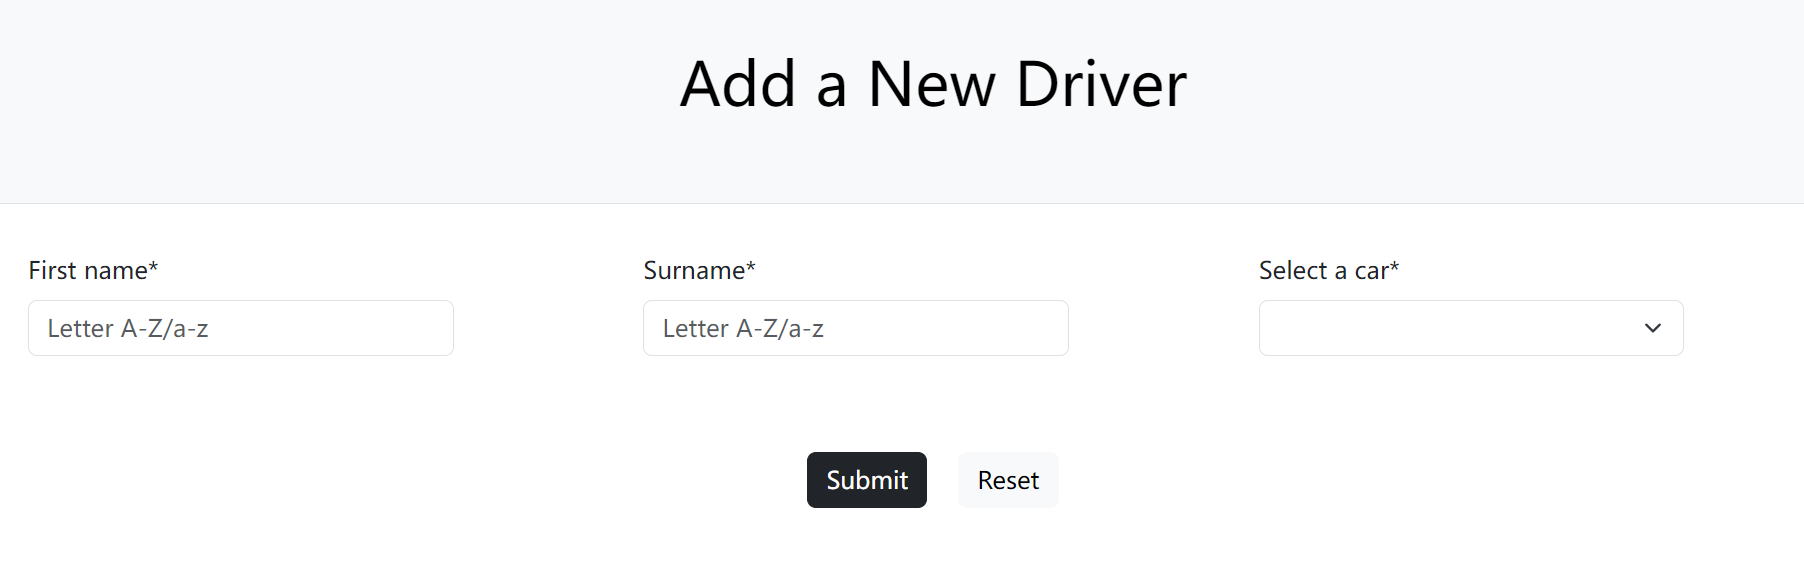 Add a New Driver
First name*
Surname*
Select a car*
Letter A-Z/a-z
Letter A-Z/a-z
Submit
Reset